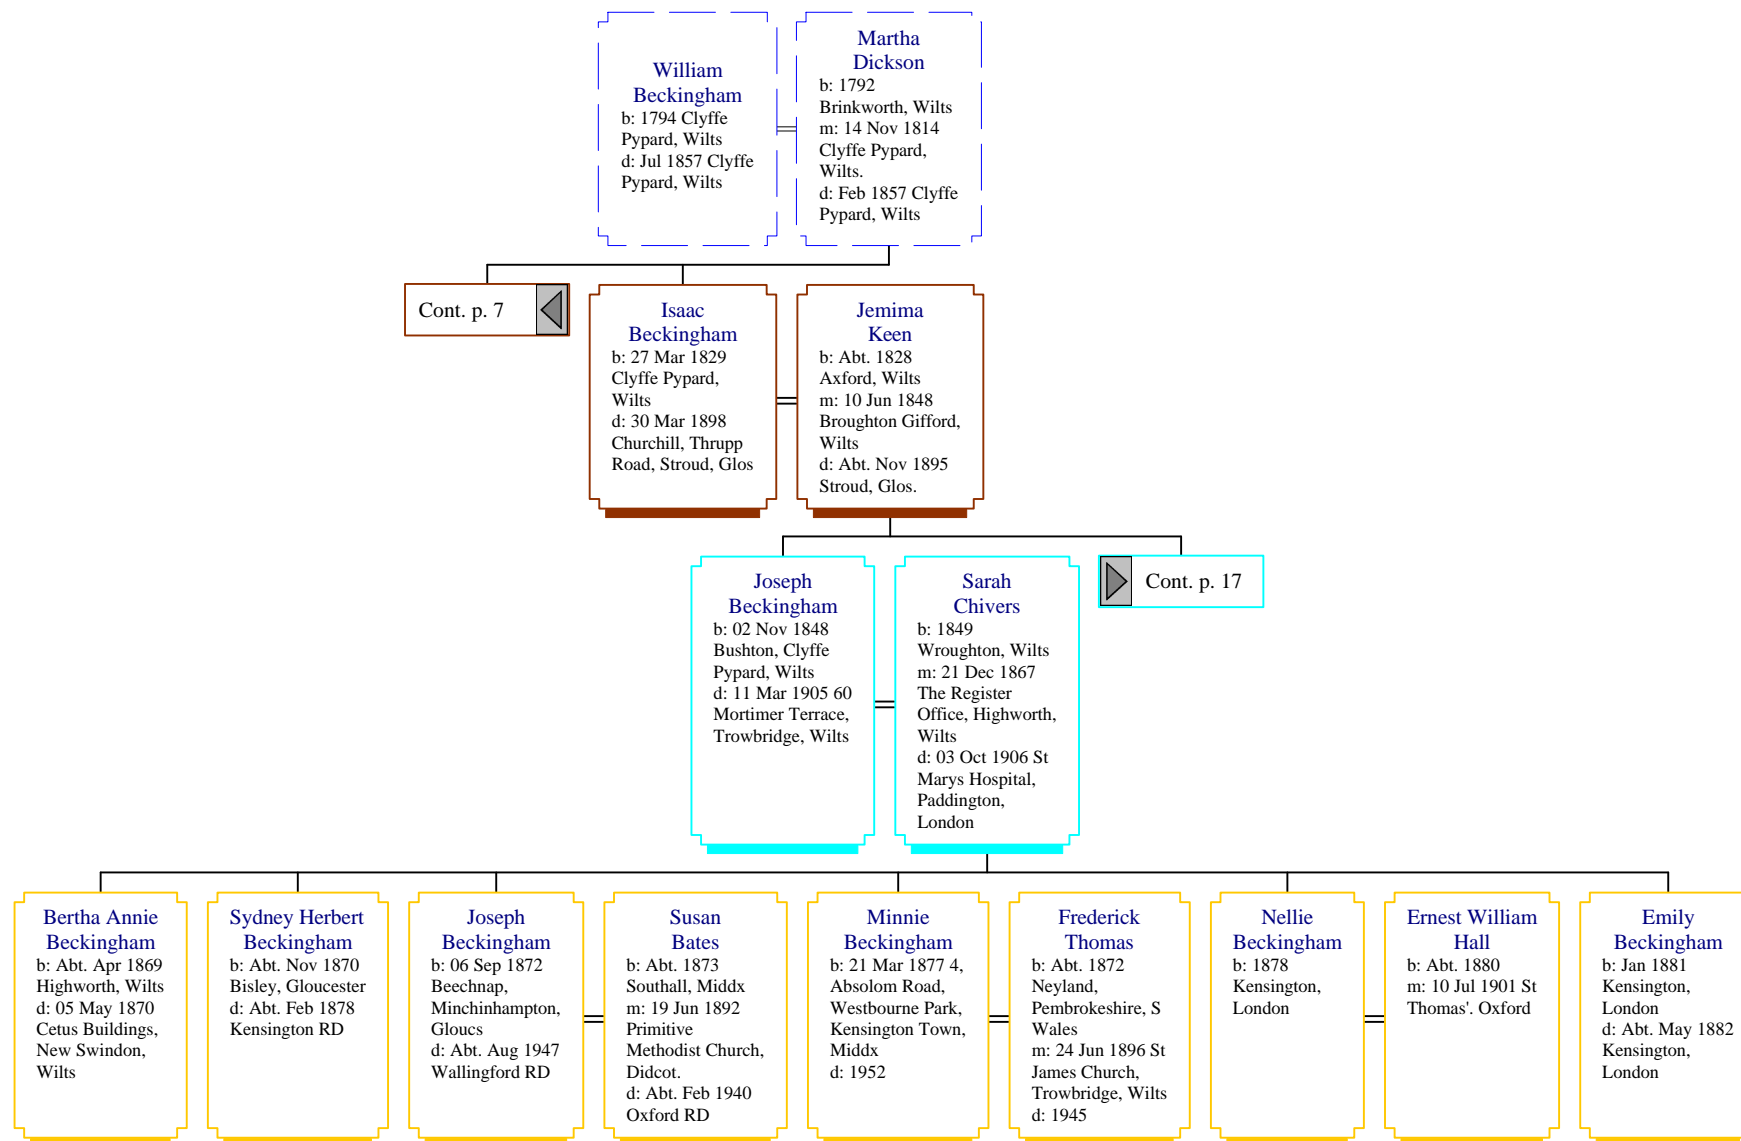 William
Beckingham
b: 1794 Clyffe
Pypard, Wilts
d: Jul 1857 Clyffe
Pypard, Wilts
Martha
Dickson
b: 1792
Brinkworth, Wilts
m: 14 Nov 1814
Clyffe Pypard,
Wilts.
d: Feb 1857 Clyffe
Pypard, Wilts
Cont. p. 7
Isaac
Beckingham
b: 27 Mar 1829
Clyffe Pypard,
Wilts
d: 30 Mar 1898
Churchill, Thrupp
Road, Stroud, Glos
Jemima
Keen
b: Abt. 1828
Axford, Wilts
m: 10 Jun 1848
Broughton Gifford,
Wilts
d: Abt. Nov 1895
Stroud, Glos.
Joseph
Beckingham
b: 02 Nov 1848
Bushton, Clyffe
Pypard, Wilts
d: 11 Mar 1905 60
Mortimer Terrace,
Trowbridge, Wilts
Sarah
Chivers
b: 1849
Wroughton, Wilts
m: 21 Dec 1867
The Register
Office, Highworth,
Wilts
d: 03 Oct 1906 St
Marys Hospital,
Paddington,
London
Cont. p. 17
Bertha Annie
Beckingham
b: Abt. Apr 1869
Highworth, Wilts
d: 05 May 1870
Cetus Buildings,
New Swindon,
Wilts
Sydney Herbert
Beckingham
b: Abt. Nov 1870
Bisley, Gloucester
d: Abt. Feb 1878
Kensington RD
Joseph
Beckingham
b: 06 Sep 1872
Beechnap,
Minchinhampton,
Gloucs
d: Abt. Aug 1947
Wallingford RD
Susan
Bates
b: Abt. 1873
Southall, Middx
m: 19 Jun 1892
Primitive
Methodist Church,
Didcot.
d: Abt. Feb 1940
Oxford RD
Minnie
Beckingham
b: 21 Mar 1877 4,
Absolom Road,
Westbourne Park,
Kensington Town,
Middx
d: 1952
Frederick
Thomas
b: Abt. 1872
Neyland,
Pembrokeshire, S
Wales
m: 24 Jun 1896 St
James Church,
Trowbridge, Wilts
d: 1945
Nellie
Beckingham
b: 1878
Kensington,
London
Ernest William
Hall
b: Abt. 1880
m: 10 Jul 1901 St
Thomas'. Oxford
Emily
Beckingham
b: Jan 1881
Kensington,
London
d: Abt. May 1882
Kensington,
London